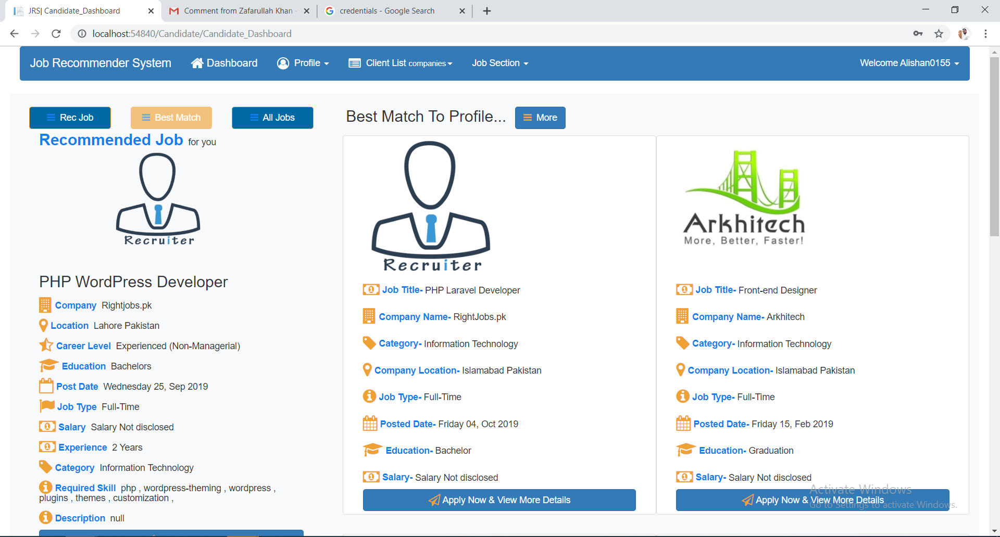 JRS| Candidate_Dashboard
Comment from Zafarullah Khan -
credentials - Google Search
localhost:54840/Candidate/Candidate_Dashboard
Job Recommender System
Dashboard
Profile
Client List companies
Job Section
Welcome Alishan0155
Rec Job
Best Match
All Jobs
Recommended Job for you
Recruiter
PHP WordPress Developer
Company Rightjobs.pk
Location Lahore Pakistan
Career Level Experienced (Non-Managerial)
Education Bachelors
Post Date Wednesday 25, Sep 2019
Job Type Full-Time
Salary Salary Not disclosed
Experience 2 Years
Category Information Technology
Required Skill php , wordpress-theming , wordpress ,
plugins , themes , customization ,
Description null
Best Match To Profile...
More
Recruiter
Job Title- PHP Laravel Developer
Company Name- RightJobs.pk
Category- Information Technology
Company Location- Islamabad Pakistan
Job Type- Full-Time
Posted Date- Friday 04, Oct 2019
Education- Bachelor
Salary- Salary Not disclosed
Apply Now & View More Details
Arkhitech
More, Better, Faster!
Job Title- Front-end Designer
Company Name- Arkhitech
Category- Information Technology
Company Location- Islamabad Pakistan
Job Type- Full-Time
Posted Date- Friday 15, Feb 2019
Education- Graduation
Salary- Salary Not disclosed
Apply Now & View More Details
Activate Windows
Go to Settings to activate Windows.